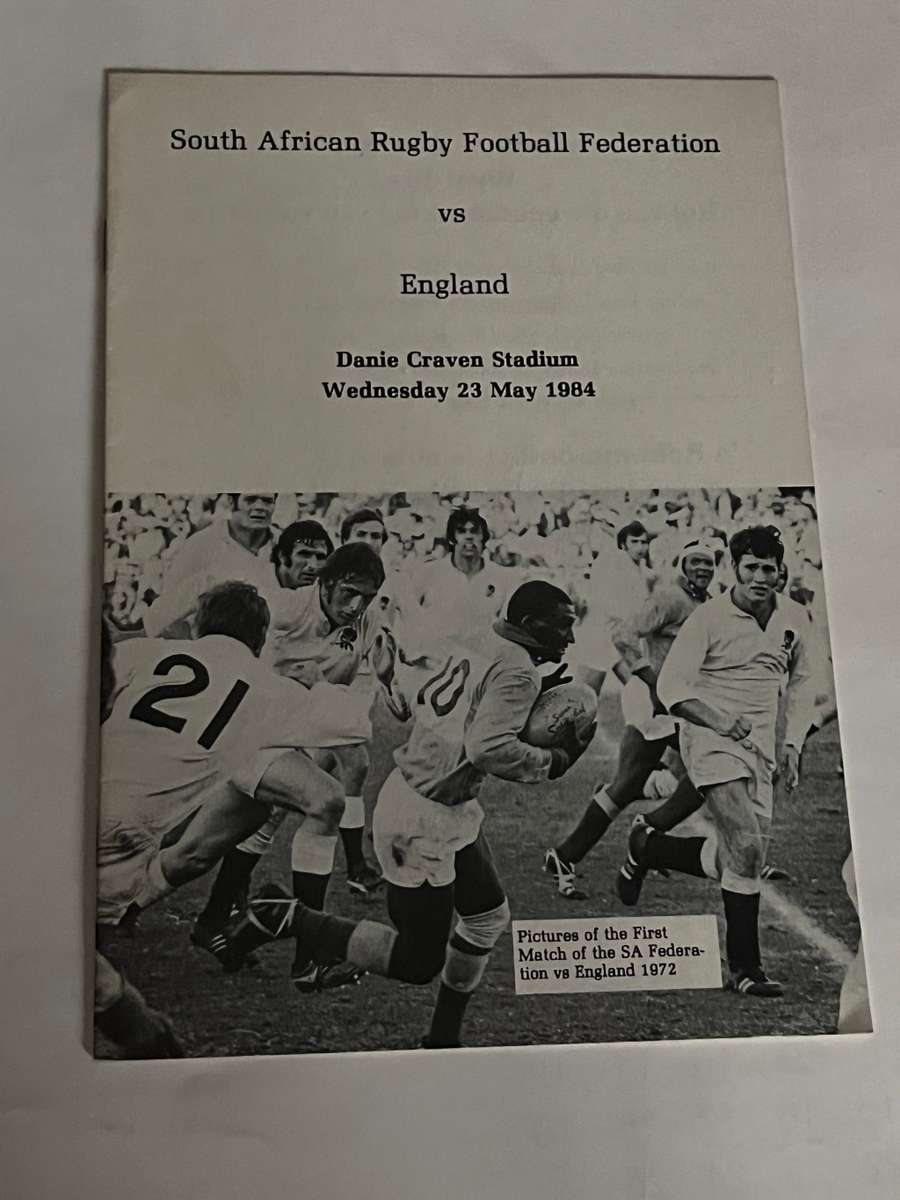 South African Rugby Football Federation
vs
England
Danie Craven Stadium
Wednesday 23 May 1984
21
10
Pictures of the First
Match of the SA Federa-
tion vs England 1972